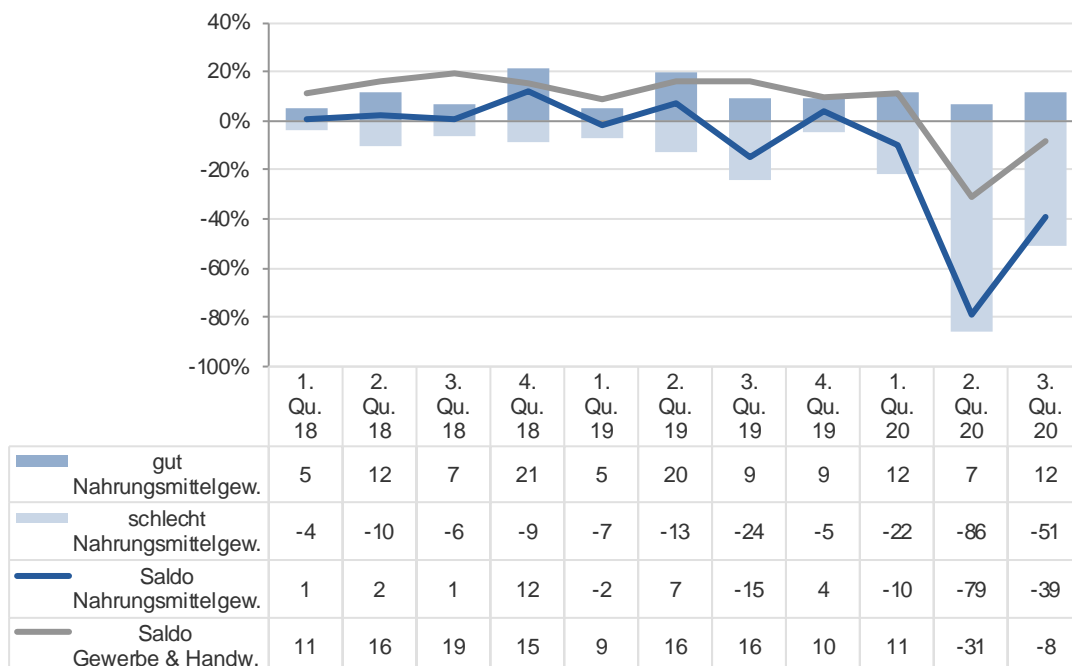 40%
20%
0%
-20%
-40%
-60%
-80%
-100%
1. Qu. 18 2. Qu. 18 3. Qu. 18 4. Qu. 18 1. Qu. 19 2. Qu. 19 3. Qu. 19 4. Qu. 19 1. Qu. 20 2. Qu. 20 3. Qu. 20
gut
Nahrungsmittelgew.
5 12 7 21 5 20 9 9 12 7 12
schlecht
Nahrungsmittelgew.
-4 -10 -6 -9 -7 -13 -24 -5 -22 -86 -51
Saldo
Nahrungsmittelgew.
1 2 1 12 -2 7 -15 4 -10 -79 -39
Saldo
Gewerbe & Handw.
11 16 19 15 9 16 16 10 11 -31 -8